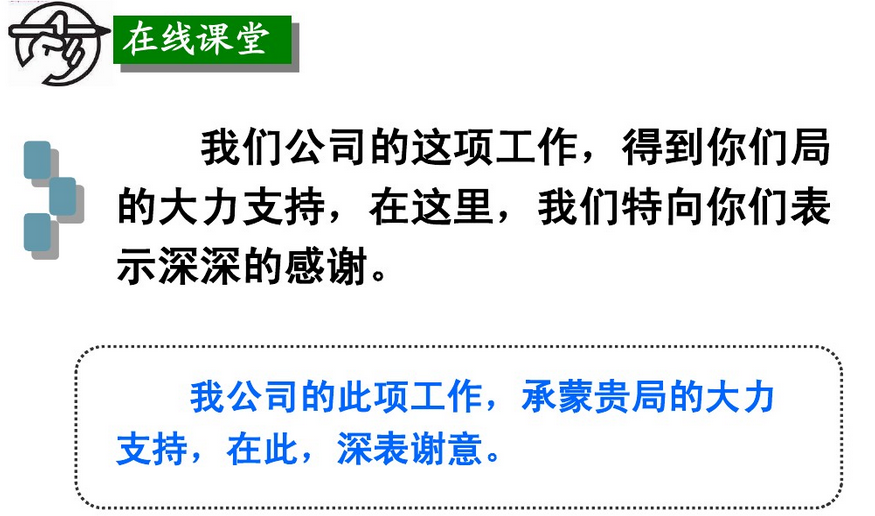 在线课堂
我们公司的这项工作，得到你们局
的大力支持，在这里，我们特向你们表
示深深的感谢。
我公司的此项工作，承蒙贵局的大力
支持，在此，深表谢意。